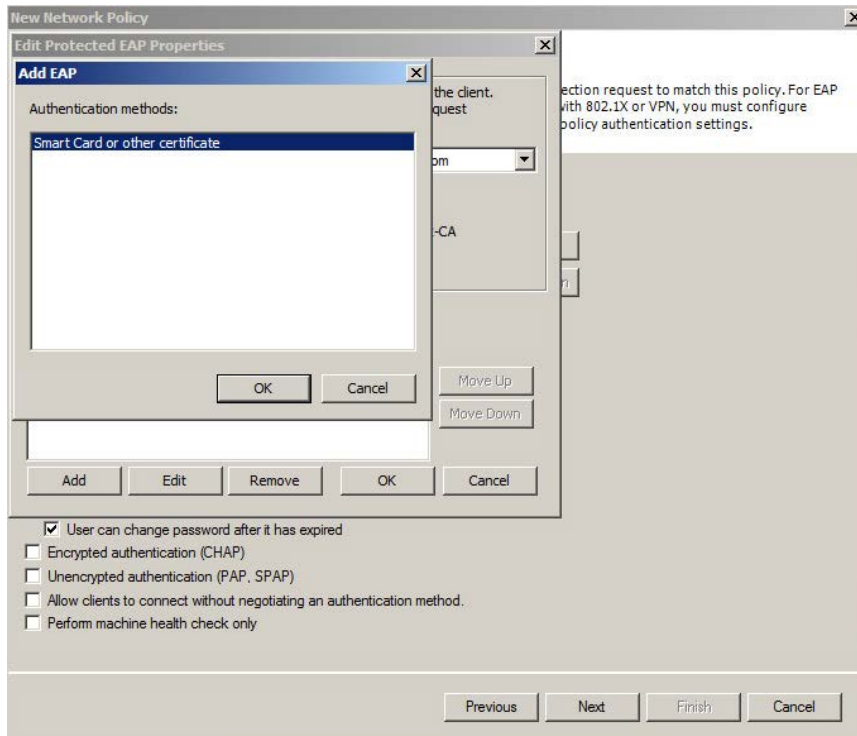 New Network Policy
Edit Protected EAP Properties
Add EAP
the client.
ection request to match this policy. For EAP
Authentication methods:
quest
with 802.1X or VPN, you must configure
policy authentication settings.
Smart Card or other certificate
om
-CA
OK
Cancel
Move Up
Move Down
Add
Edit
Remove
OK
Cancel
User can change password after it has expired
Encrypted authentication (CHAP)
Unencrypted authentication (PAP, SPAP)
Allow clients to connect without negotiating an authentication method.
Perform machine health check only
Previous
Next
Finish
Cancel